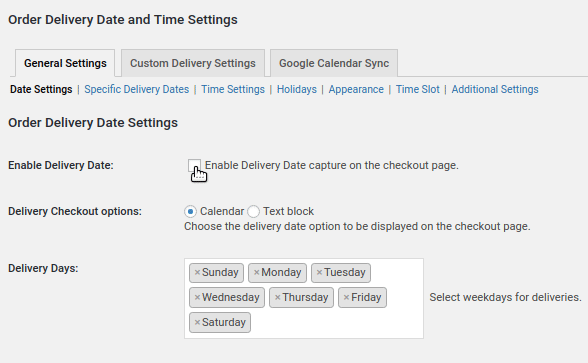 Order Delivery Date and Time Settings
General Settings Custom Delivery Settings Google Calendar Sync
Date Settings | Specific Delivery Dates | Time Settings | Holidays | Appearance | Time Slot | Additional Settings
Order Delivery Date Settings
Enable Delivery Date: Enable Delivery Date capture on the checkout page.
Delivery Checkout options: Calendar Text block
Choose the delivery date option to be displayed on the checkout page.
Delivery Days: ×Sunday ×Monday ×Tuesday
×Wednesday ×Thursday ×Friday Select weekdays for deliveries.
×Saturday